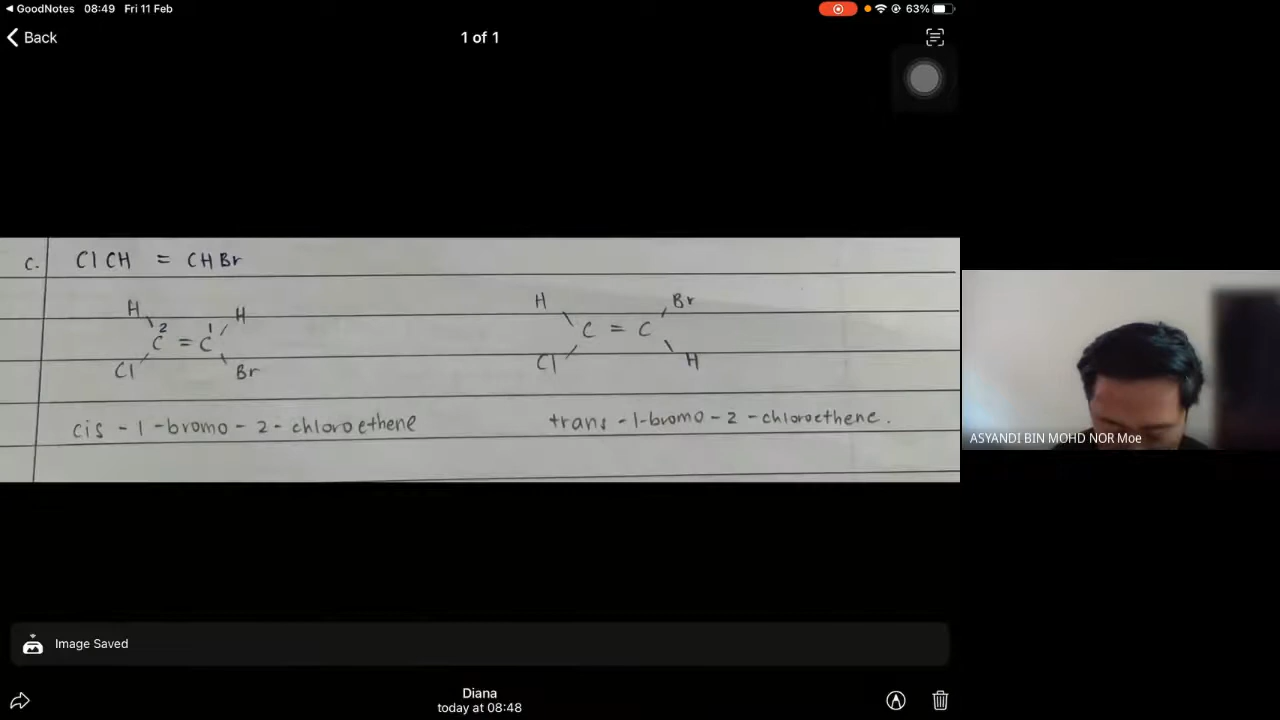 GoodNotes 08:49 Fri 11 Feb 63%
Back 1 of 1
C. ClCH = CHBr
H 2 1 H
C = C
Cl Br
cis - 1 - bromo - 2 - chloroethene
H Br
C = C
Cl H
trans - 1 - bromo - 2 - chloroethene.
ASYANDI BIN MOHD NOR Moe
Image Saved
Diana
today at 08:48